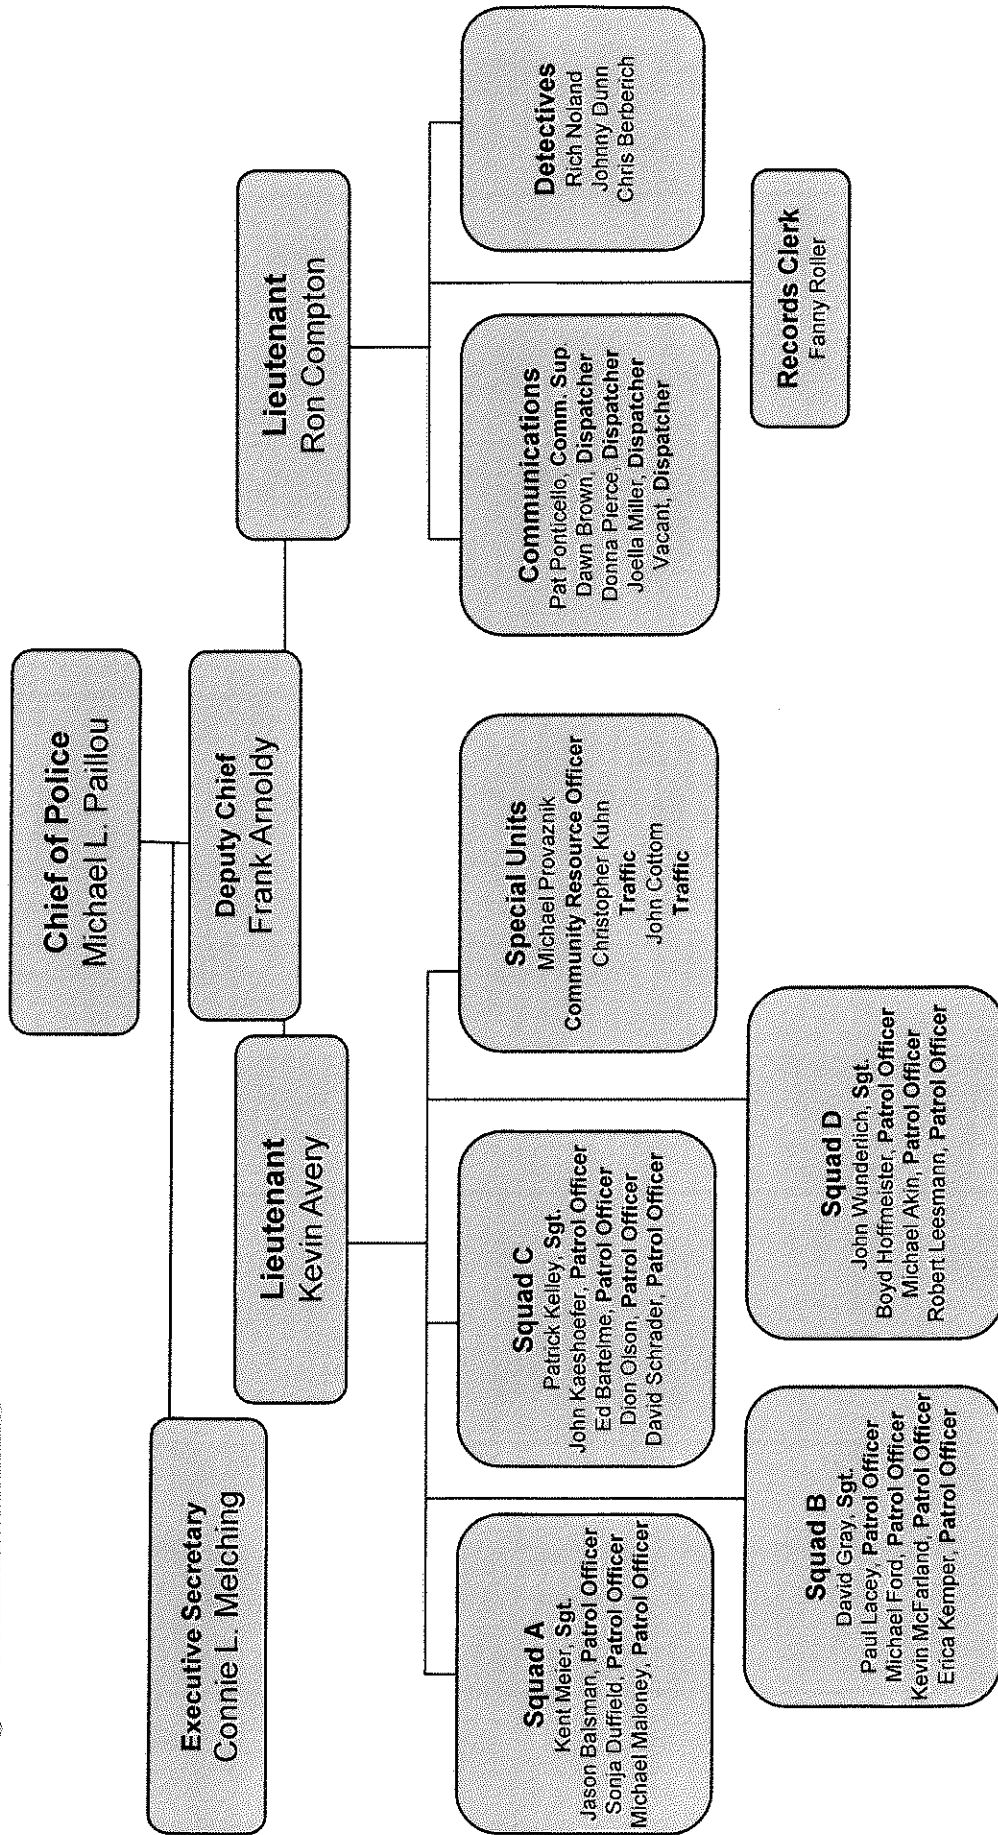 Chief of Police
Michael L. Paillou
Executive Secretary
Connie L. Melching
Deputy Chief
Frank Arnoldy
Lieutenant
Kevin Avery
Lieutenant
Ron Compton
Squad A
Kent Meier, Sgt.
Jason Balsman, Patrol Officer
Sonja Duffield, Patrol Officer
Michael Maloney, Patrol Officer
Squad B
David Gray, Sgt.
Paul Lacey, Patrol Officer
Michael Ford, Patrol Officer
Kevin McFarland, Patrol Officer
Erica Kemper, Patrol Officer
Squad C
Patrick Kelley, Sgt.
John Kaeshoefer, Patrol Officer
Ed Bartelme, Patrol Officer
Dion Olson, Patrol Officer
David Schrader, Patrol Officer
Squad D
John Wunderlich, Sgt.
Boyd Hoffmeister, Patrol Officer
Michael Akin, Patrol Officer
Robert Leesmann, Patrol Officer
Special Units
Michael Provaznik
Community Resource Officer
Christopher Kuhn
Traffic
John Cottom
Traffic
Communications
Pat Ponticello, Comm. Sup
Dawn Brown, Dispatcher
Donna Pierce, Dispatcher
Joella Miller, Dispatcher
Vacant, Dispatcher
Detectives
Rich Noland
Johnny Dunn
Chris Berberich
Records Clerk
Fanny Roller